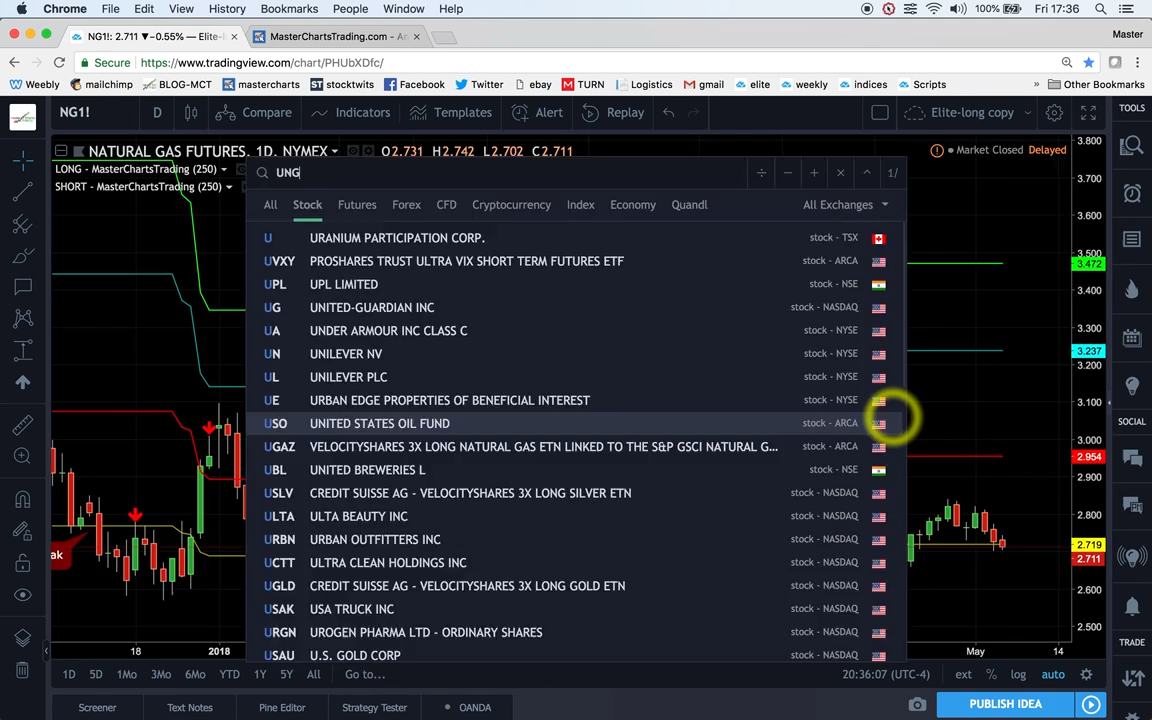 Chrome File Edit View History Bookmarks People Window Help 100% Fri 17:36
NG1!: 2.711 ▼−0.55% — Elite-l MasterChartsTrading.com - An Master
Secure https://www.tradingview.com/chart/PHUbXDfc/
Weebly mailchimp BLOG-MCT mastercharts ST stocktwits Facebook Twitter ebay TURN Logistics gmail elite weekly indices Scripts » Other Bookmarks
NG1! D Compare Indicators Templates Alert Replay Elite-long copy TOOLS
NATURAL GAS FUTURES, 1D, NYMEX O2.731 H2.742 L2.702 C2.711 Market Closed Delayed
LONG - MasterChartsTrading (250)
SHORT - MasterChartsTrading (250)
UNG ÷ − + × ^ 1/
All Stock Futures Forex CFD Cryptocurrency Index Economy Quandl All Exchanges
U URANIUM PARTICIPATION CORP. stock - TSX
UVXY PROSHARES TRUST ULTRA VIX SHORT TERM FUTURES ETF stock - ARCA
UPL UPL LIMITED stock - NSE
UG UNITED-GUARDIAN INC stock - NASDAQ
UA UNDER ARMOUR INC CLASS C stock - NYSE
UN UNILEVER NV stock - NYSE
UL UNILEVER PLC stock - NYSE
UE URBAN EDGE PROPERTIES OF BENEFICIAL INTEREST stock - NYSE
USO UNITED STATES OIL FUND stock - ARCA
UGAZ VELOCITYSHARES 3X LONG NATURAL GAS ETN LINKED TO THE S&P GSCI NATURAL G... stock - ARCA
UBL UNITED BREWERIES L stock - NSE
USLV CREDIT SUISSE AG - VELOCITYSHARES 3X LONG SILVER ETN stock - NASDAQ
ULTA ULTA BEAUTY INC stock - NASDAQ
URBN URBAN OUTFITTERS INC stock - NASDAQ
UCTT ULTRA CLEAN HOLDINGS INC stock - NASDAQ
UGLD CREDIT SUISSE AG - VELOCITYSHARES 3X LONG GOLD ETN stock - NASDAQ
USAK USA TRUCK INC stock - NASDAQ
URGN UROGEN PHARMA LTD - ORDINARY SHARES stock - NASDAQ
USAU U.S. GOLD CORP stock - NASDAQ
ak
3.800
3.700
3.600
3.500
3.472
3.400
3.300
3.237
3.200
3.100
3.000
2.954
2.900
2.800
2.719
2.711
2.600
2.500
SOCIAL
TRADE
18 2018 May 14
1D 5D 1Mo 3Mo 6Mo YTD 1Y 5Y All Go to... 20:36:07 (UTC-4) ext % log auto
Screener Text Notes Pine Editor Strategy Tester OANDA PUBLISH IDEA